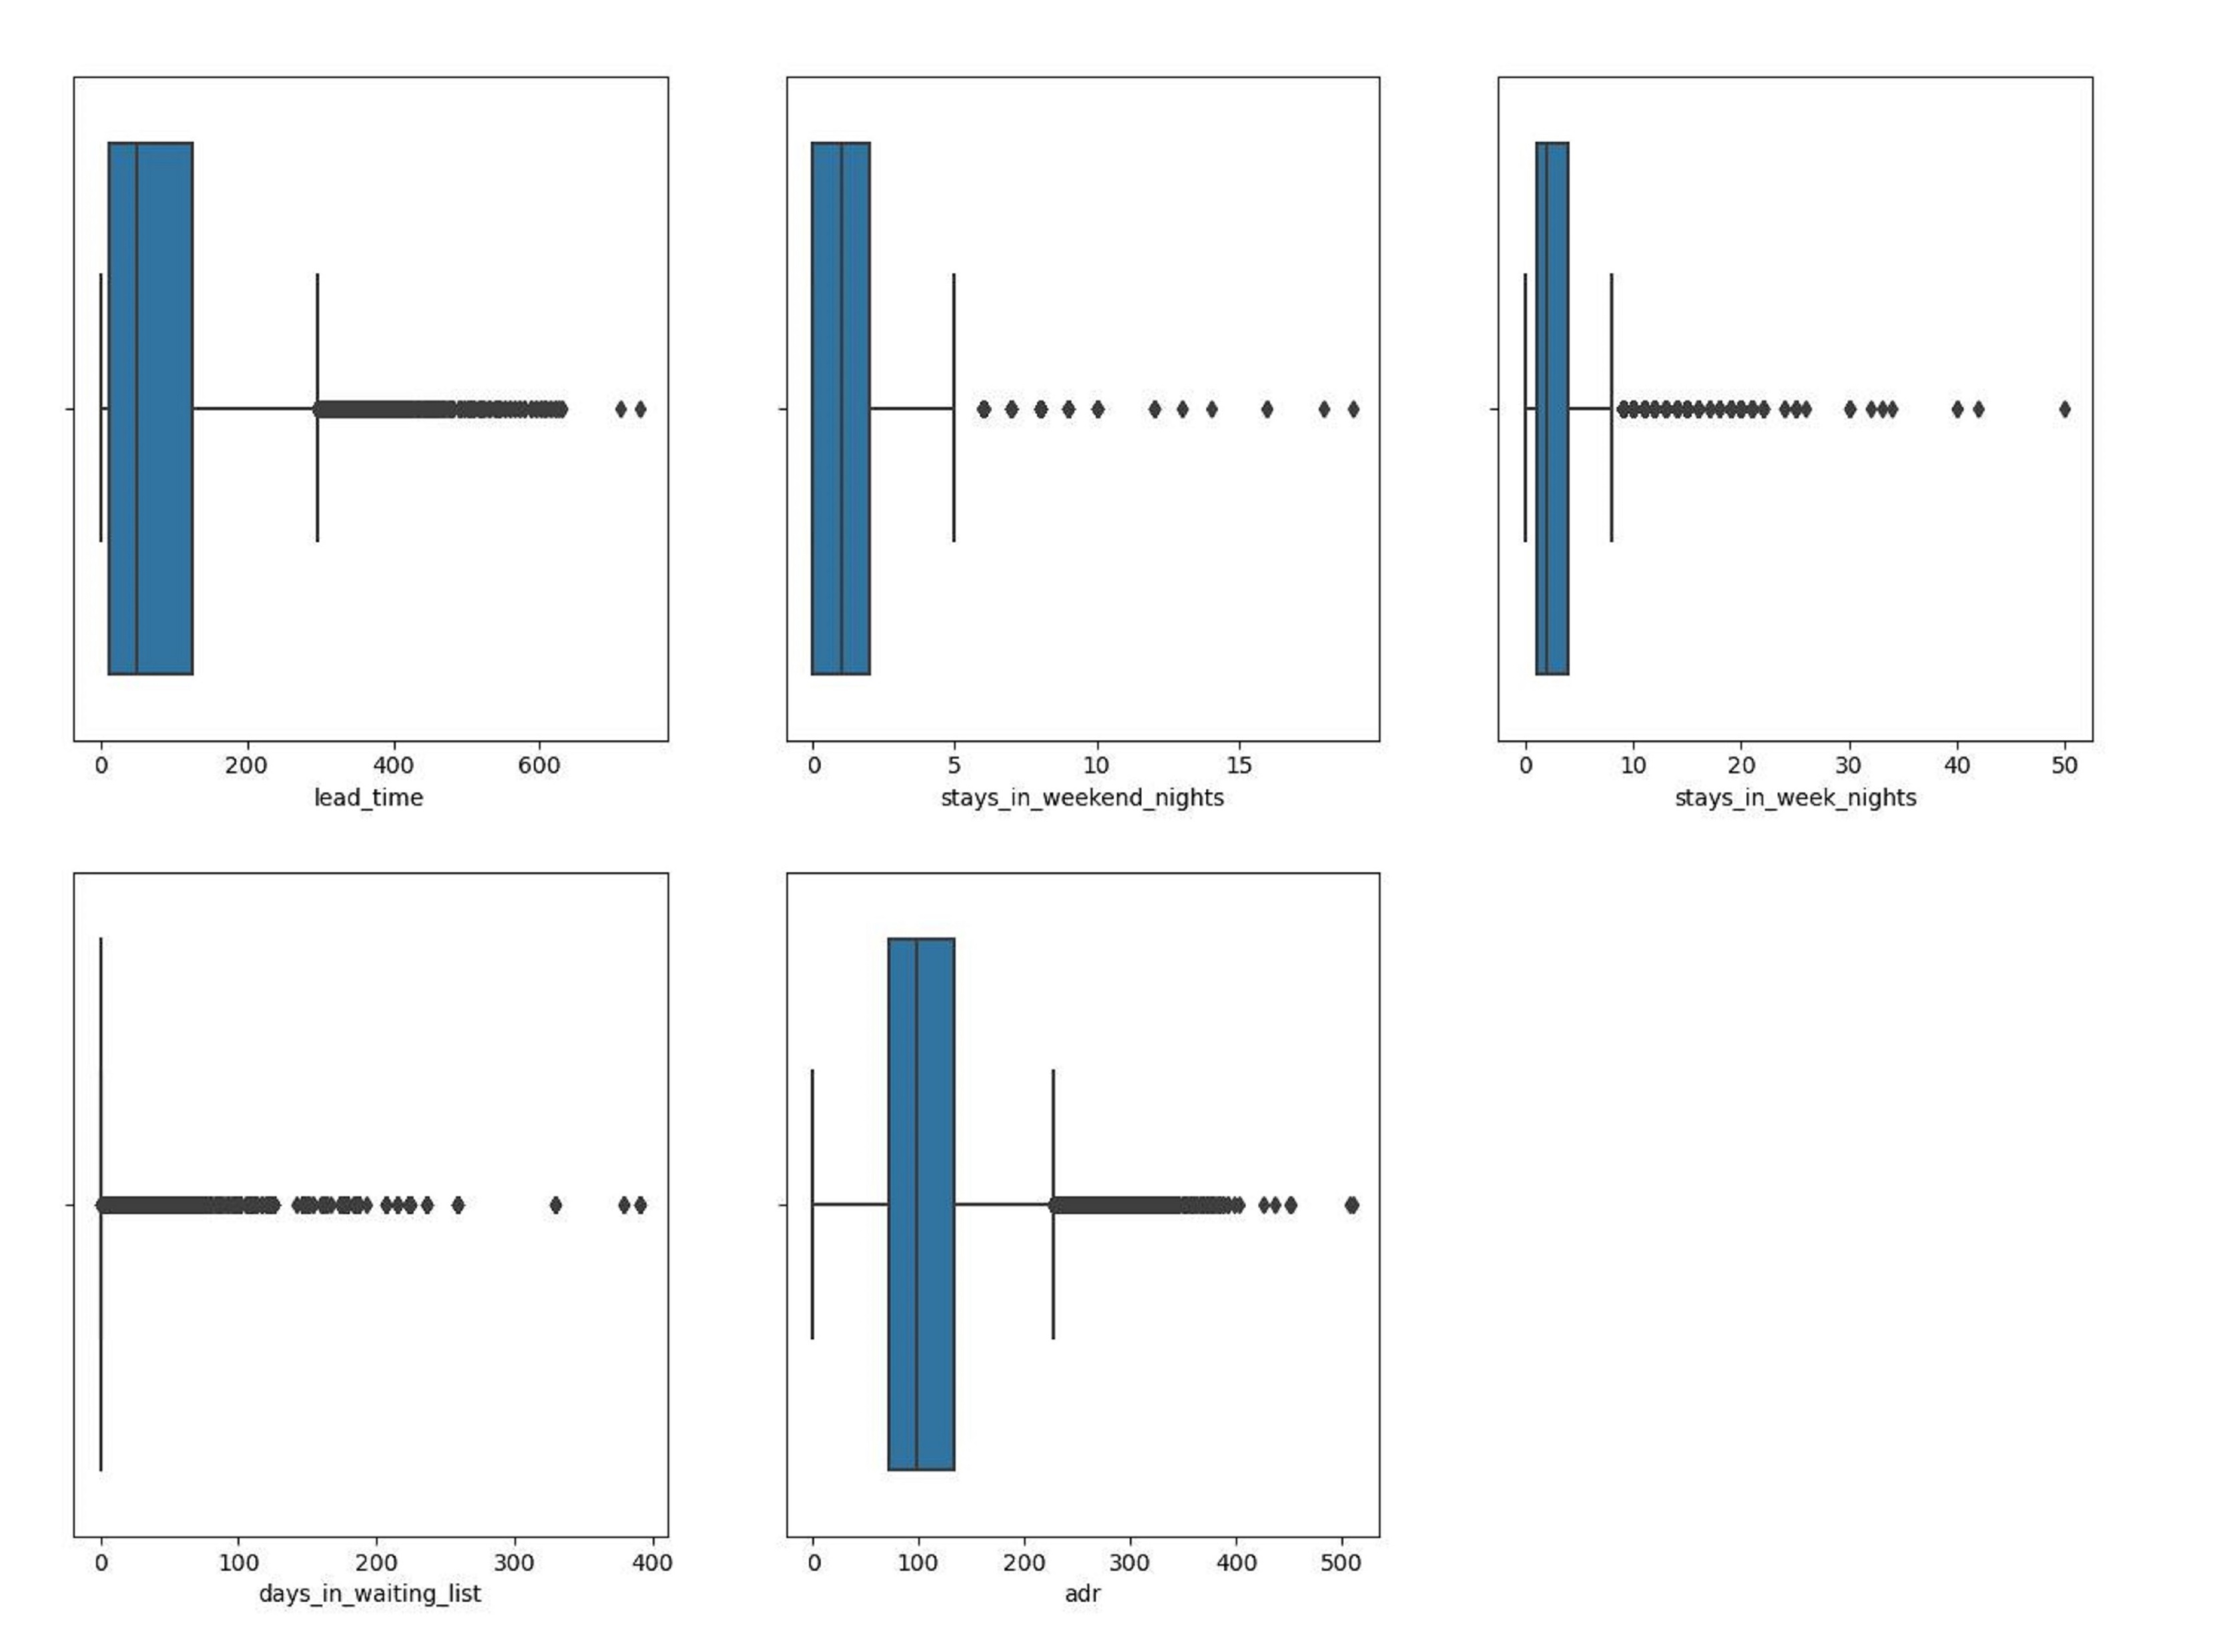 0 200 400 600
lead_time
0 5 10 15
stays_in_weekend_nights
0 10 20 30 40 50
stays_in_week_nights
0 100 200 300 400
days_in_waiting_list
0 100 200 300 400 500
adr